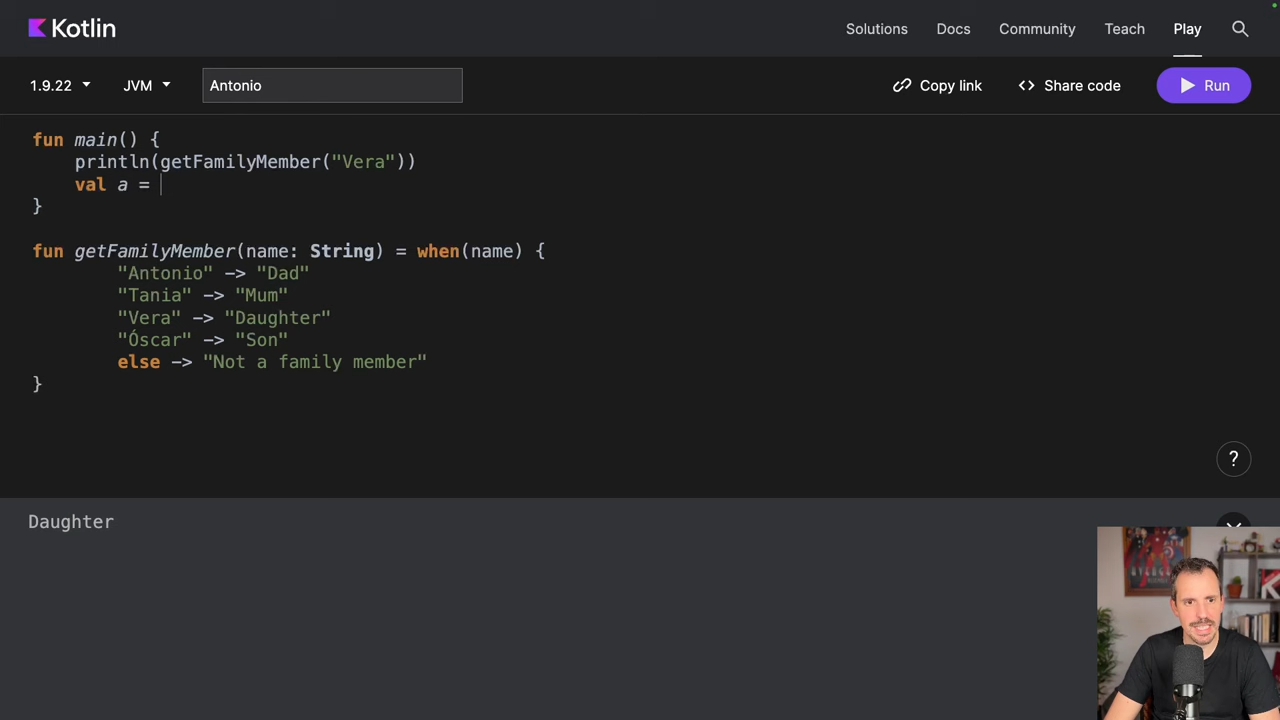 Kotlin
Solutions Docs Community Teach Play
1.9.22 JVM Antonio Copy link <> Share code Run
fun main() {
    println(getFamilyMember("Vera"))
    val a =
}
fun getFamilyMember(name: String) = when(name) {
        "Antonio" -> "Dad"
        "Tania" -> "Mum"
        "Vera" -> "Daughter"
        "Óscar" -> "Son"
        else -> "Not a family member"
}
?
Daughter